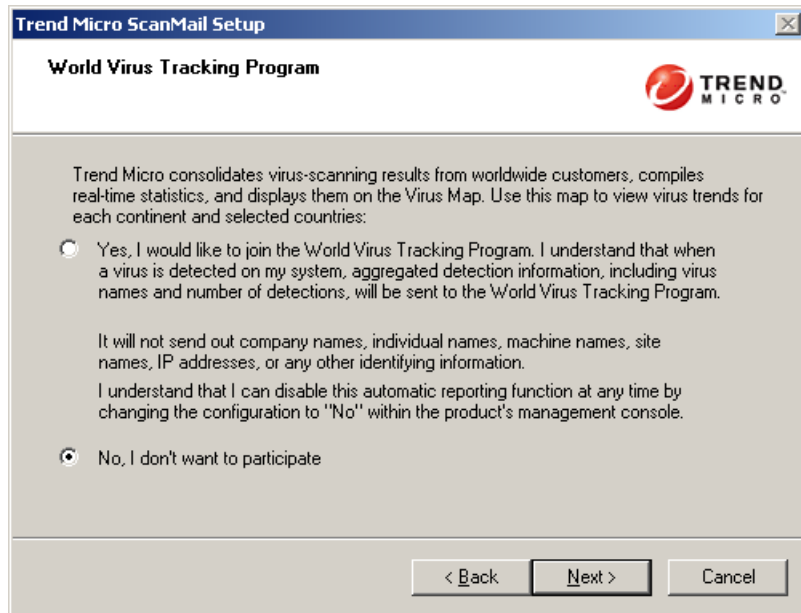 Trend Micro ScanMail Setup
World Virus Tracking Program
TREND
MICRO
Trend Micro consolidates virus-scanning results from worldwide customers, compiles
real-time statistics, and displays them on the Virus Map. Use this map to view virus trends for
each continent and selected countries:
Yes, I would like to join the World Virus Tracking Program. I understand that when
a virus is detected on my system, aggregated detection information, including virus
names and number of detections, will be sent to the World Virus Tracking Program.
It will not send out company names, individual names, machine names, site
names, IP addresses, or any other identifying information.
I understand that I can disable this automatic reporting function at any time by
changing the configuration to "No" within the product's management console.
No, I don't want to participate
< Back
Next >
Cancel